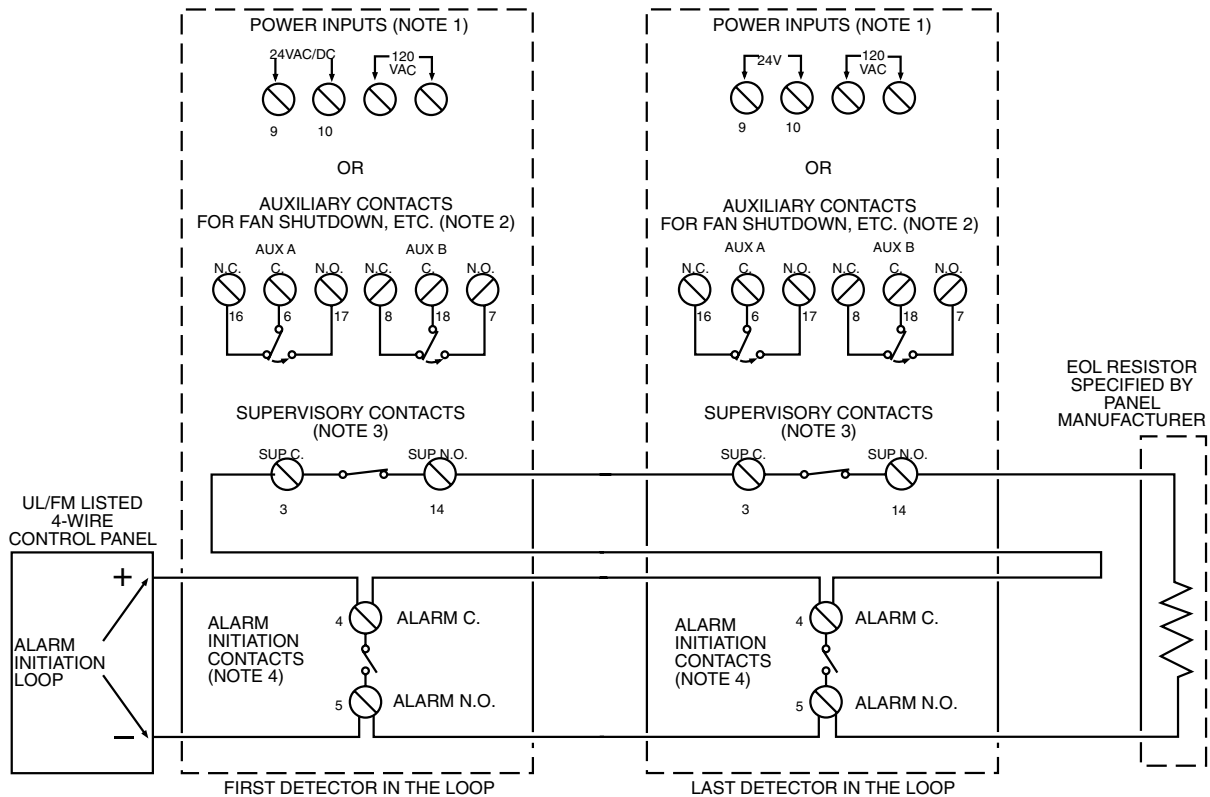 POWER INPUTS (NOTE 1)
24VAC/DC
120
VAC
9 10
OR
AUXILIARY CONTACTS
FOR FAN SHUTDOWN, ETC. (NOTE 2)
AUX A AUX B
N.C. C. N.O. N.C. C. N.O.
16 6 17 8 18 7
SUPERVISORY CONTACTS
(NOTE 3)
SUP C. SUP N.O.
3 14
POWER INPUTS (NOTE 1)
24V
120
VAC
9 10
OR
AUXILIARY CONTACTS
FOR FAN SHUTDOWN, ETC. (NOTE 2)
AUX A AUX B
N.C. C. N.O. N.C. C. N.O.
16 6 17 8 18 7
SUPERVISORY CONTACTS
(NOTE 3)
SUP C. SUP N.O.
3 14
EOL RESISTOR
SPECIFIED BY
PANEL
MANUFACTURER
UL/FM LISTED
4-WIRE
CONTROL PANEL
+
ALARM
INITIATION
LOOP
–
ALARM
INITIATION
CONTACTS
(NOTE 4)
4 ALARM C.
5 ALARM N.O.
ALARM
INITIATION
CONTACTS
(NOTE 4)
4 ALARM C.
5 ALARM N.O.
FIRST DETECTOR IN THE LOOP
LAST DETECTOR IN THE LOOP